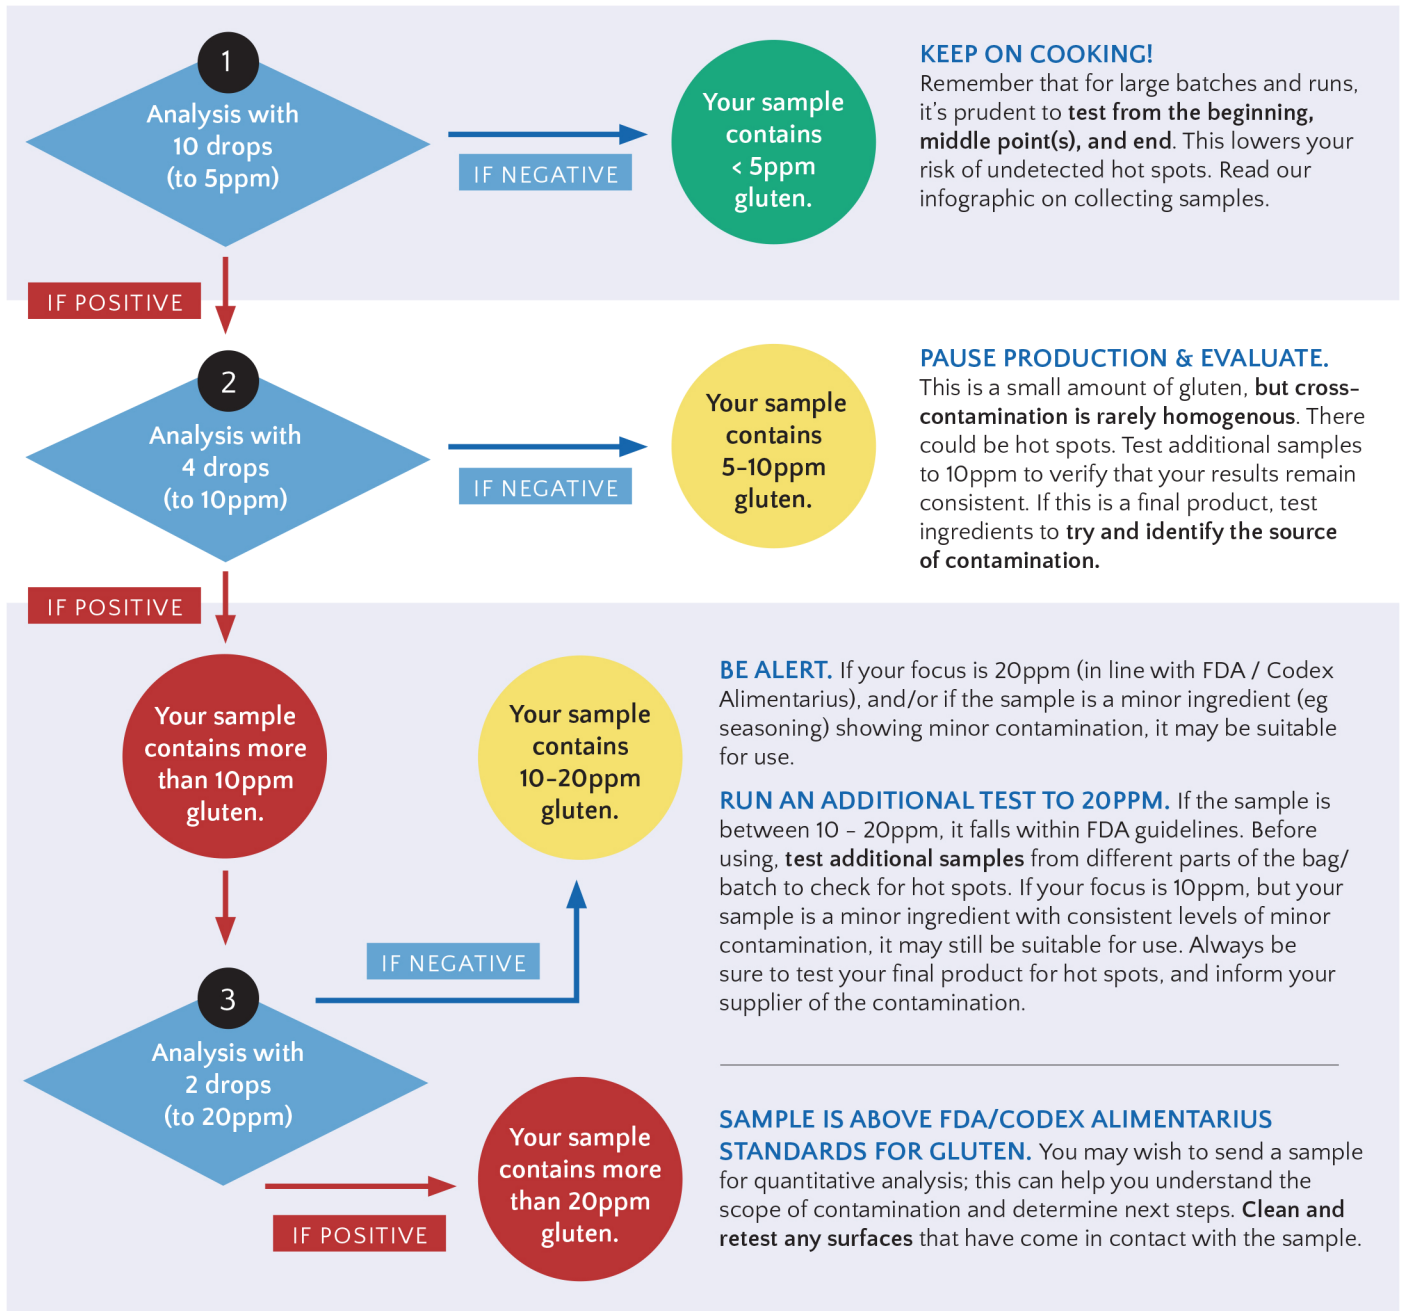 1
Analysis with
10 drops
(to 5ppm)
IF NEGATIVE
Your sample
contains
< 5ppm
gluten.
KEEP ON COOKING!
Remember that for large batches and runs,
it's prudent to test from the beginning,
middle point(s), and end. This lowers your
risk of undetected hot spots. Read our
infographic on collecting samples.
IF POSITIVE
2
Analysis with
4 drops
(to 10ppm)
IF NEGATIVE
Your sample
contains
5-10ppm
gluten.
PAUSE PRODUCTION & EVALUATE.
This is a small amount of gluten, but cross-
contamination is rarely homogenous. There
could be hot spots. Test additional samples
to 10ppm to verify that your results remain
consistent. If this is a final product, test
ingredients to try and identify the source
of contamination.
IF POSITIVE
Your sample
contains more
than 10ppm
gluten.
Your sample
contains
10-20ppm
gluten.
BE ALERT. If your focus is 20ppm (in line with FDA / Codex
Alimentarius), and/or if the sample is a minor ingredient (eg
seasoning) showing minor contamination, it may be suitable
for use.
RUN AN ADDITIONAL TEST TO 20PPM. If the sample is
between 10 - 20ppm, it falls within FDA guidelines. Before
using, test additional samples from different parts of the bag/
batch to check for hot spots. If your focus is 10ppm, but your
sample is a minor ingredient with consistent levels of minor
contamination, it may still be suitable for use. Always be
sure to test your final product for hot spots, and inform your
supplier of the contamination.
IF NEGATIVE
3
Analysis with
2 drops
(to 20ppm)
IF POSITIVE
Your sample
contains more
than 20ppm
gluten.
SAMPLE IS ABOVE FDA/CODEX ALIMENTARIUS
STANDARDS FOR GLUTEN. You may wish to send a sample
for quantitative analysis; this can help you understand the
scope of contamination and determine next steps. Clean and
retest any surfaces that have come in contact with the sample.